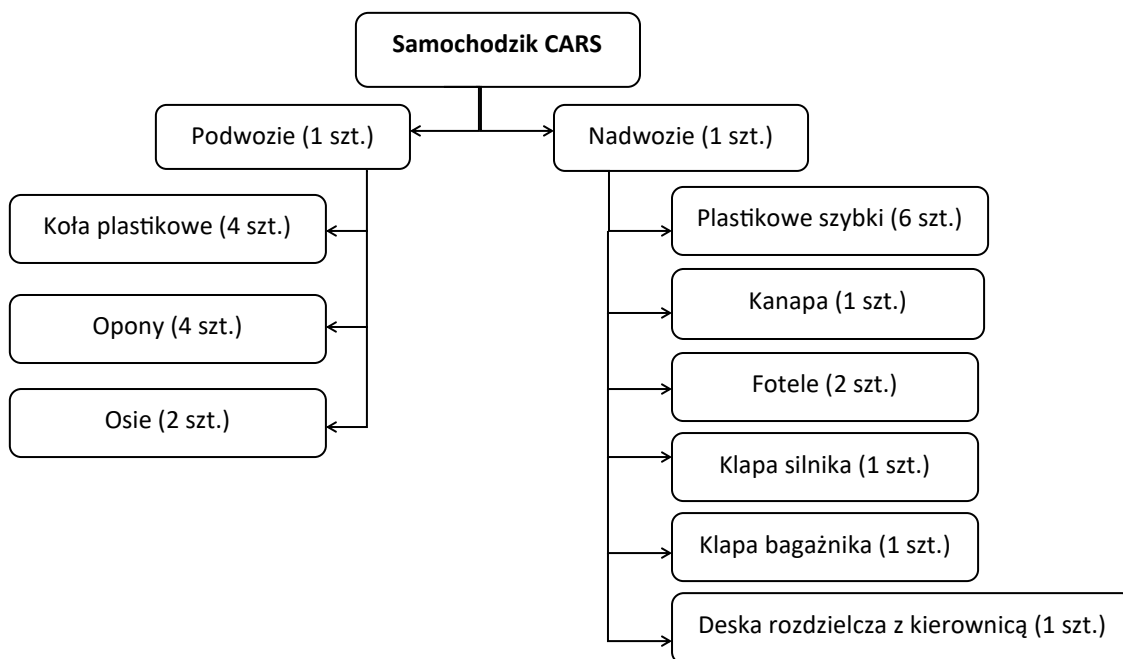 Samochodzik CARS
Podwozie (1 szt.)
Nadwozie (1 szt.)
Koła plastikowe (4 szt.)
Opony (4 szt.)
Osie (2 szt.)
Plastikowe szybki (6 szt.)
Kanapa (1 szt.)
Fotele (2 szt.)
Klapa silnika (1 szt.)
Klapa bagażnika (1 szt.)
Deska rozdzielcza z kierownicą (1 szt.)